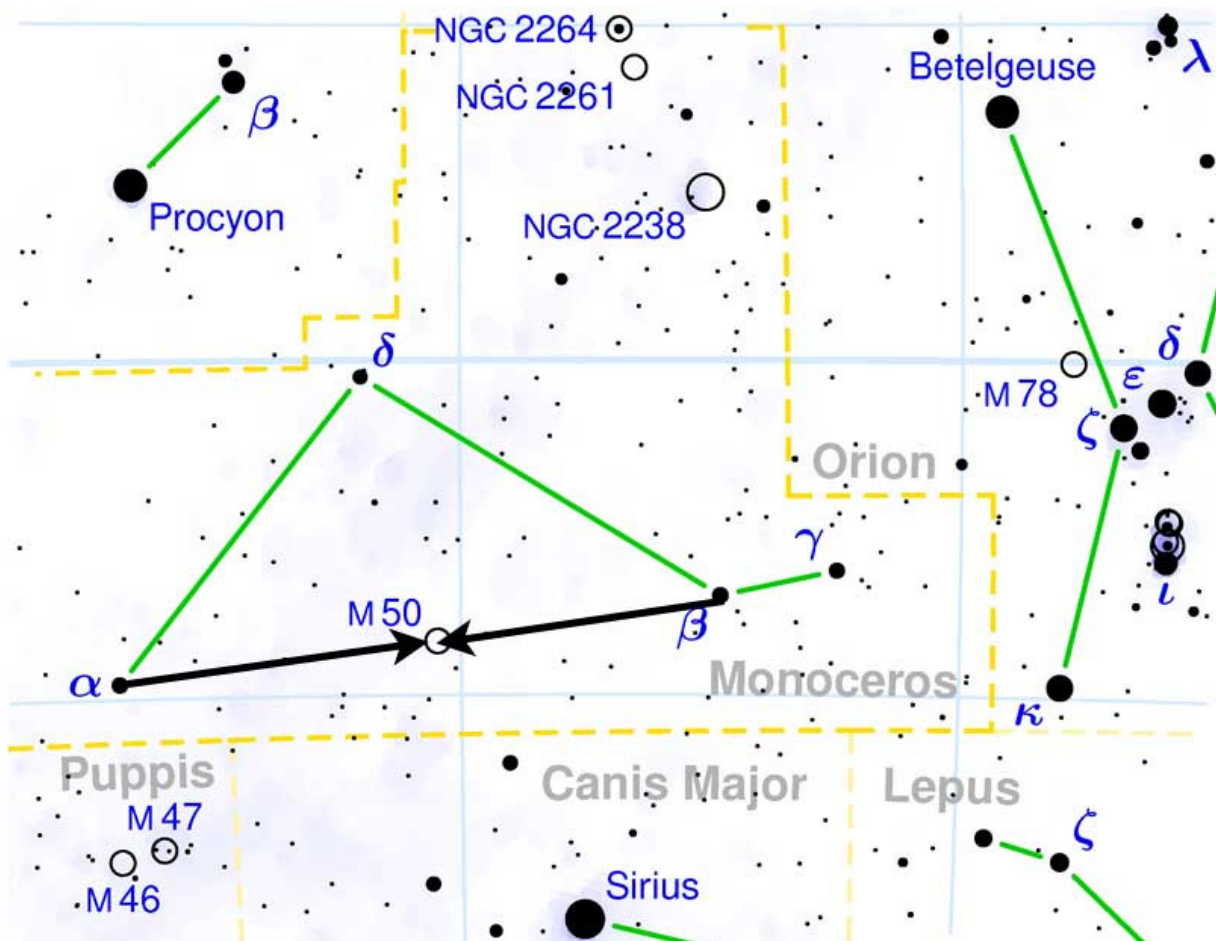 NGC 2264
Betelgeuse
λ
NGC 2261
β
Procyon
NGC 2238
δ
δ
ε
M 78
ζ
Orion
γ
M 50
β
ι
α
Monoceros
κ
Puppis
Canis Major
Lepus
M 47
ζ
M 46
Sirius